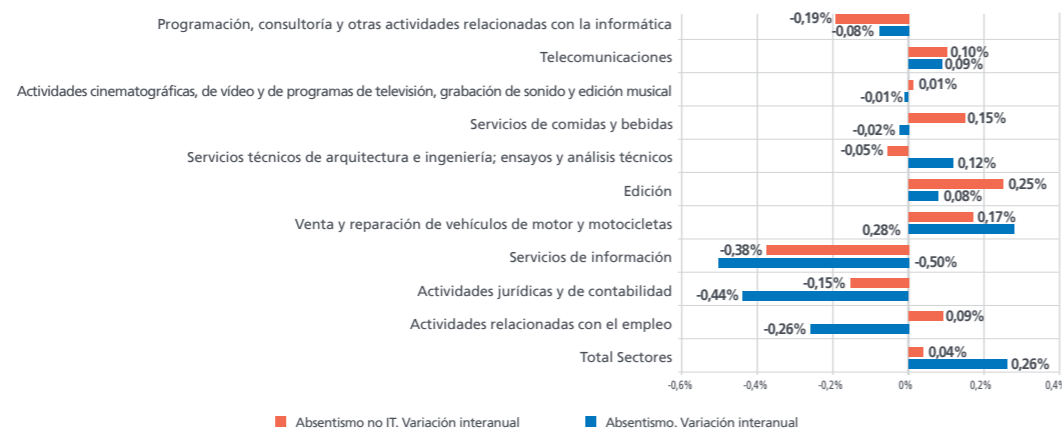 Programación, consultoría y otras actividades relacionadas con la informática
-0,19%
-0,08%
Telecomunicaciones
0,10%
0,09%
Actividades cinematográficas, de vídeo y de programas de televisión, grabación de sonido y edición musical
0,01%
-0,01%
Servicios de comidas y bebidas
0,15%
-0,02%
Servicios técnicos de arquitectura e ingeniería; ensayos y análisis técnicos
-0,05%
0,12%
Edición
0,25%
0,08%
Venta y reparación de vehículos de motor y motocicletas
0,17%
0,28%
Servicios de información
-0,38%
-0,50%
Actividades jurídicas y de contabilidad
-0,15%
-0,44%
Actividades relacionadas con el empleo
0,09%
-0,26%
Total Sectores
0,04%
0,26%
-0,6% -0,4% -0,2% 0% 0,2% 0,4%
Absentismo no IT. Variación interanual Absentismo. Variación interanual